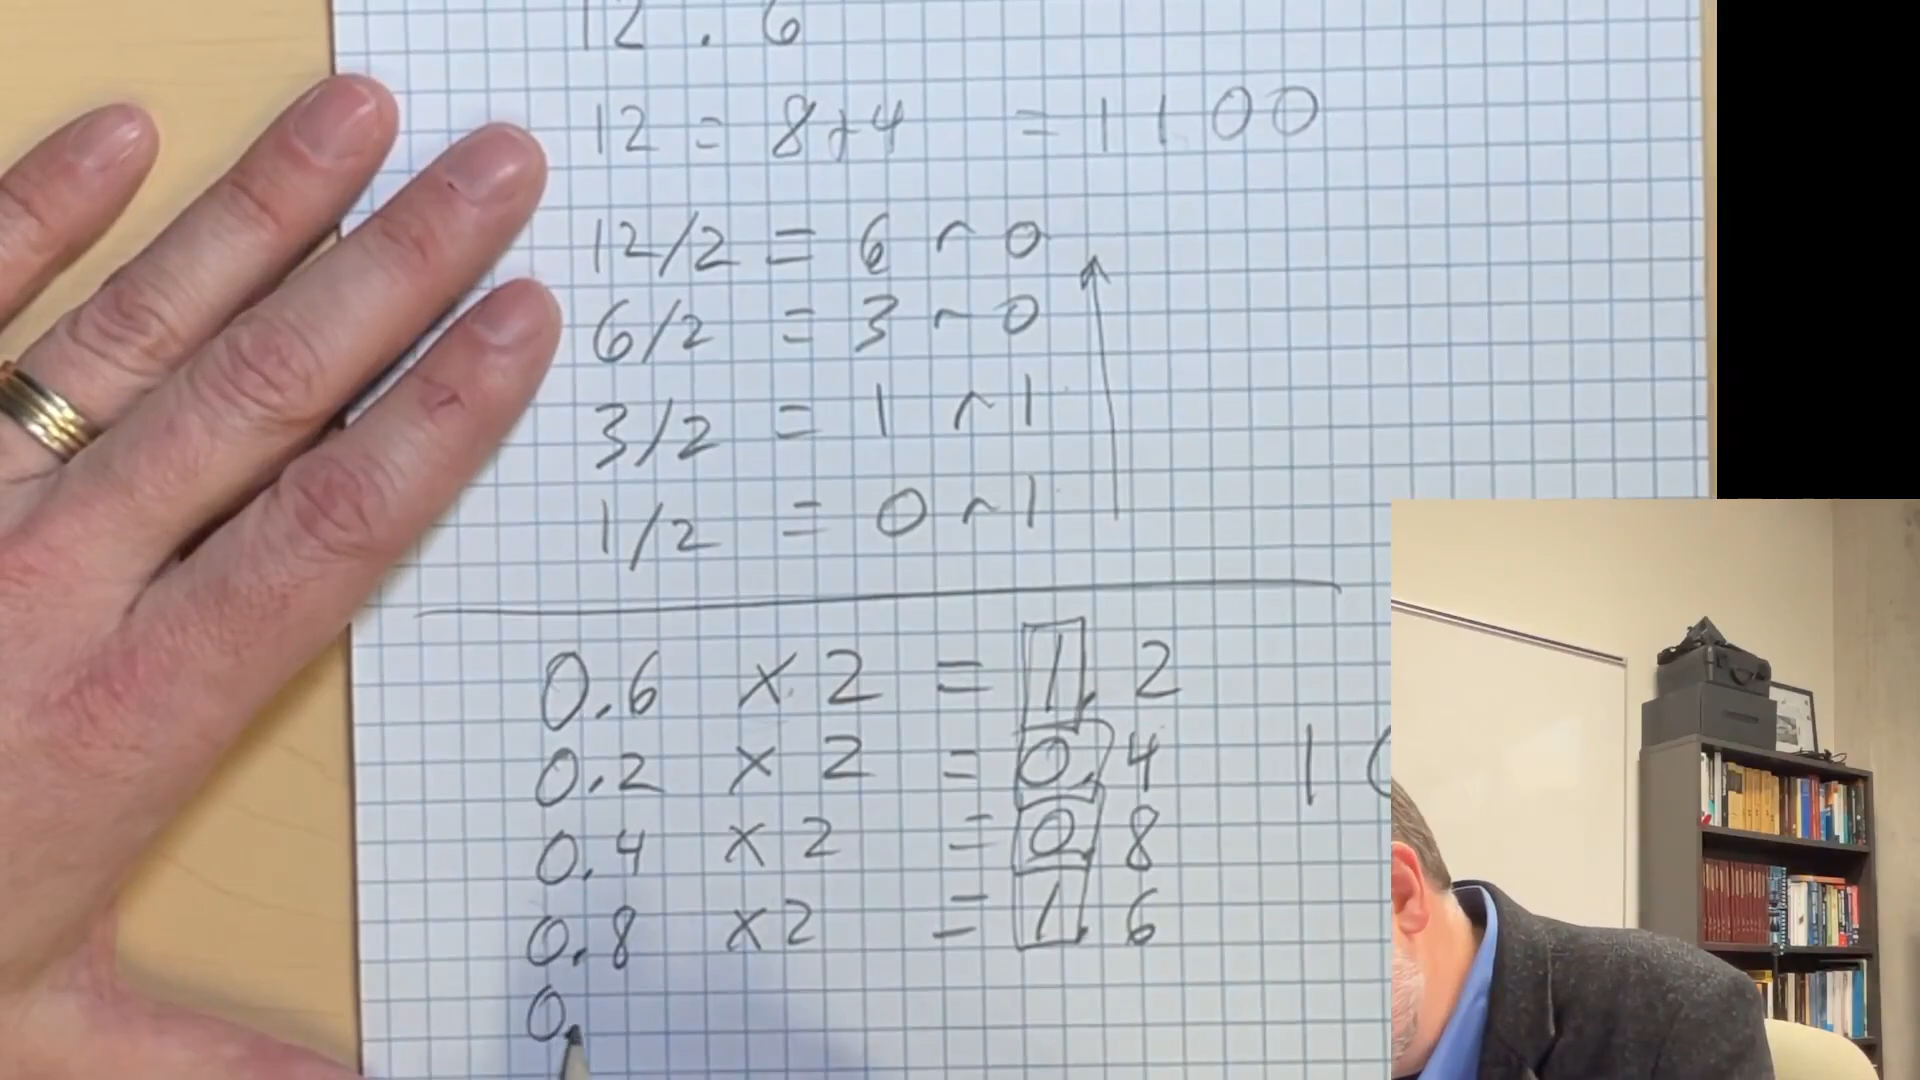 12.6
12 = 8+4 = 1100
12/2 = 6 r 0
6/2 = 3 r 0
3/2 = 1 r 1
1/2 = 0 r 1
0.6 x 2 = 1.2
0.2 x 2 = 0.4 1
0.4 x 2 = 0.8
0.8 x 2 = 1.6
0.